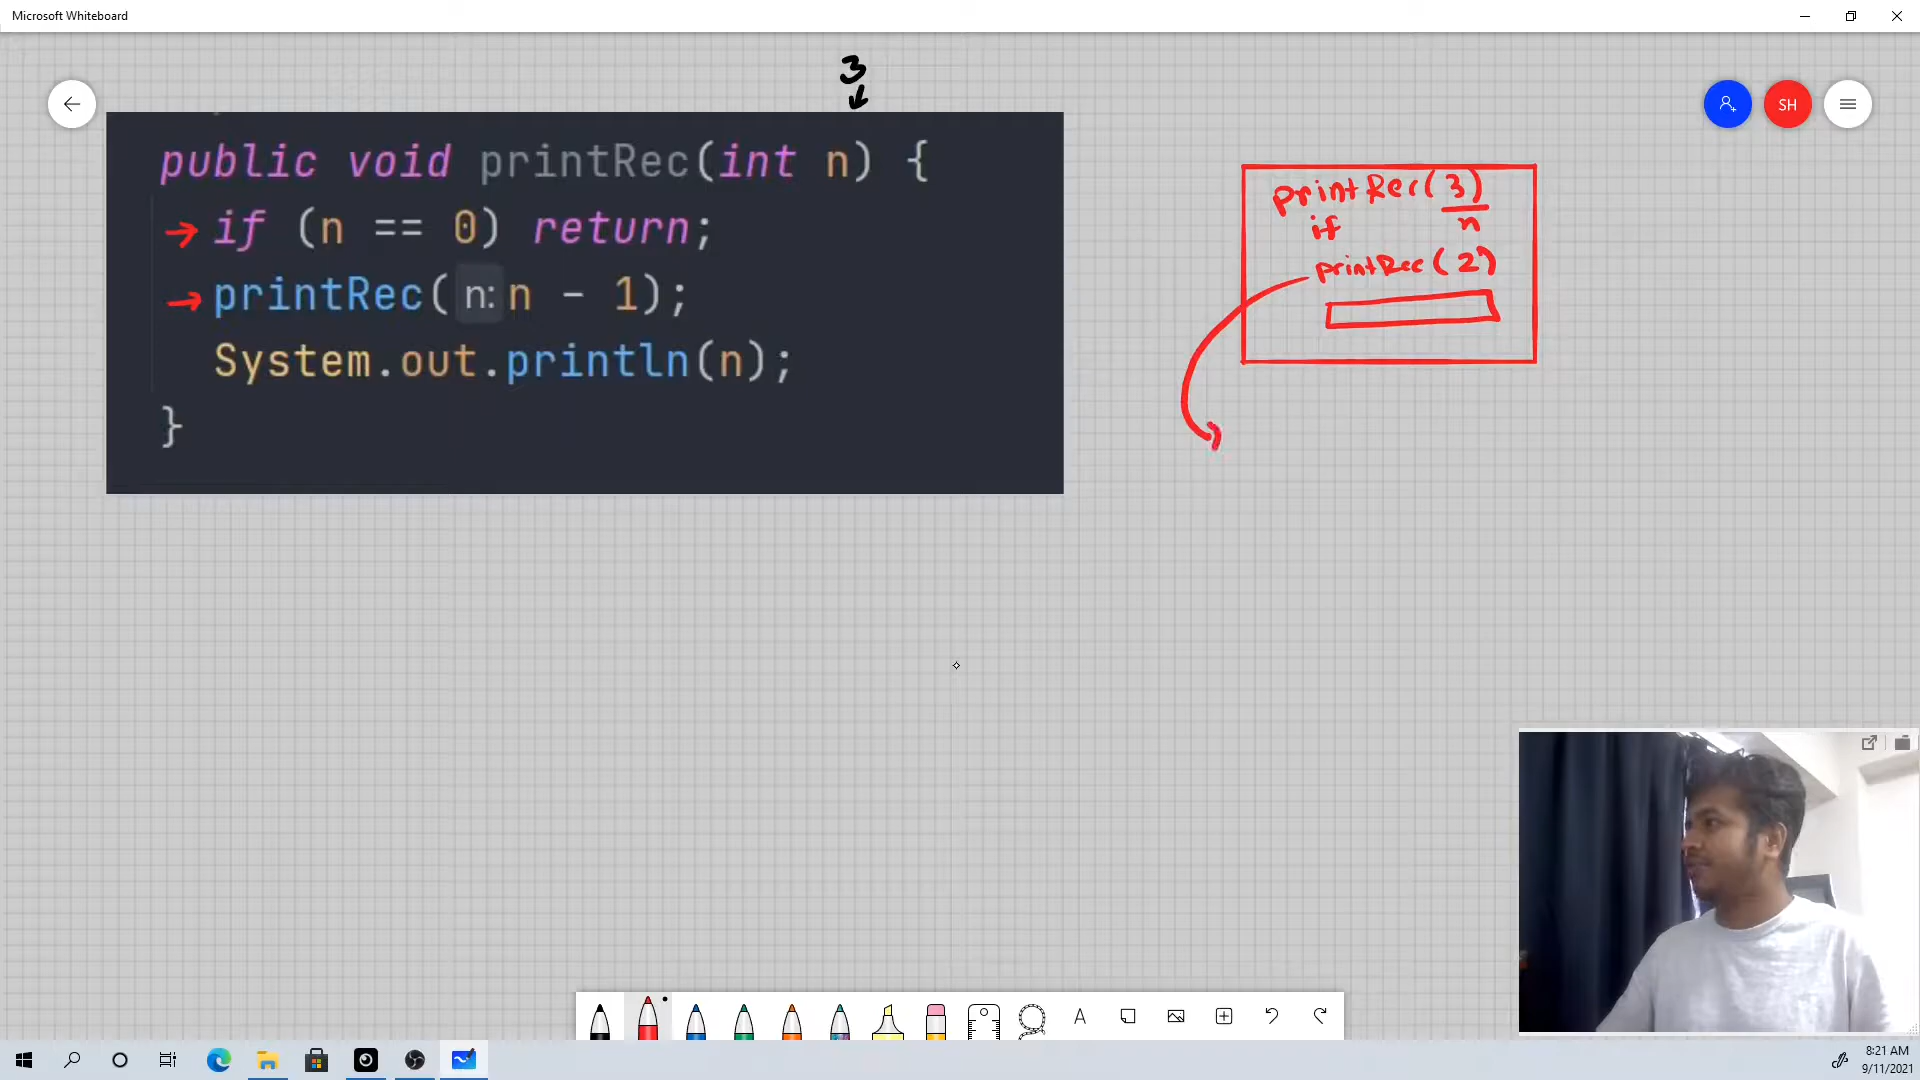 Microsoft Whiteboard
3
public void printRec(int n) {
if (n == 0) return;
printRec( n: n - 1);
System.out.println(n);
}
printRec(3)
n
if
printRec(2)
SH
A
8:21 AM
9/11/2021